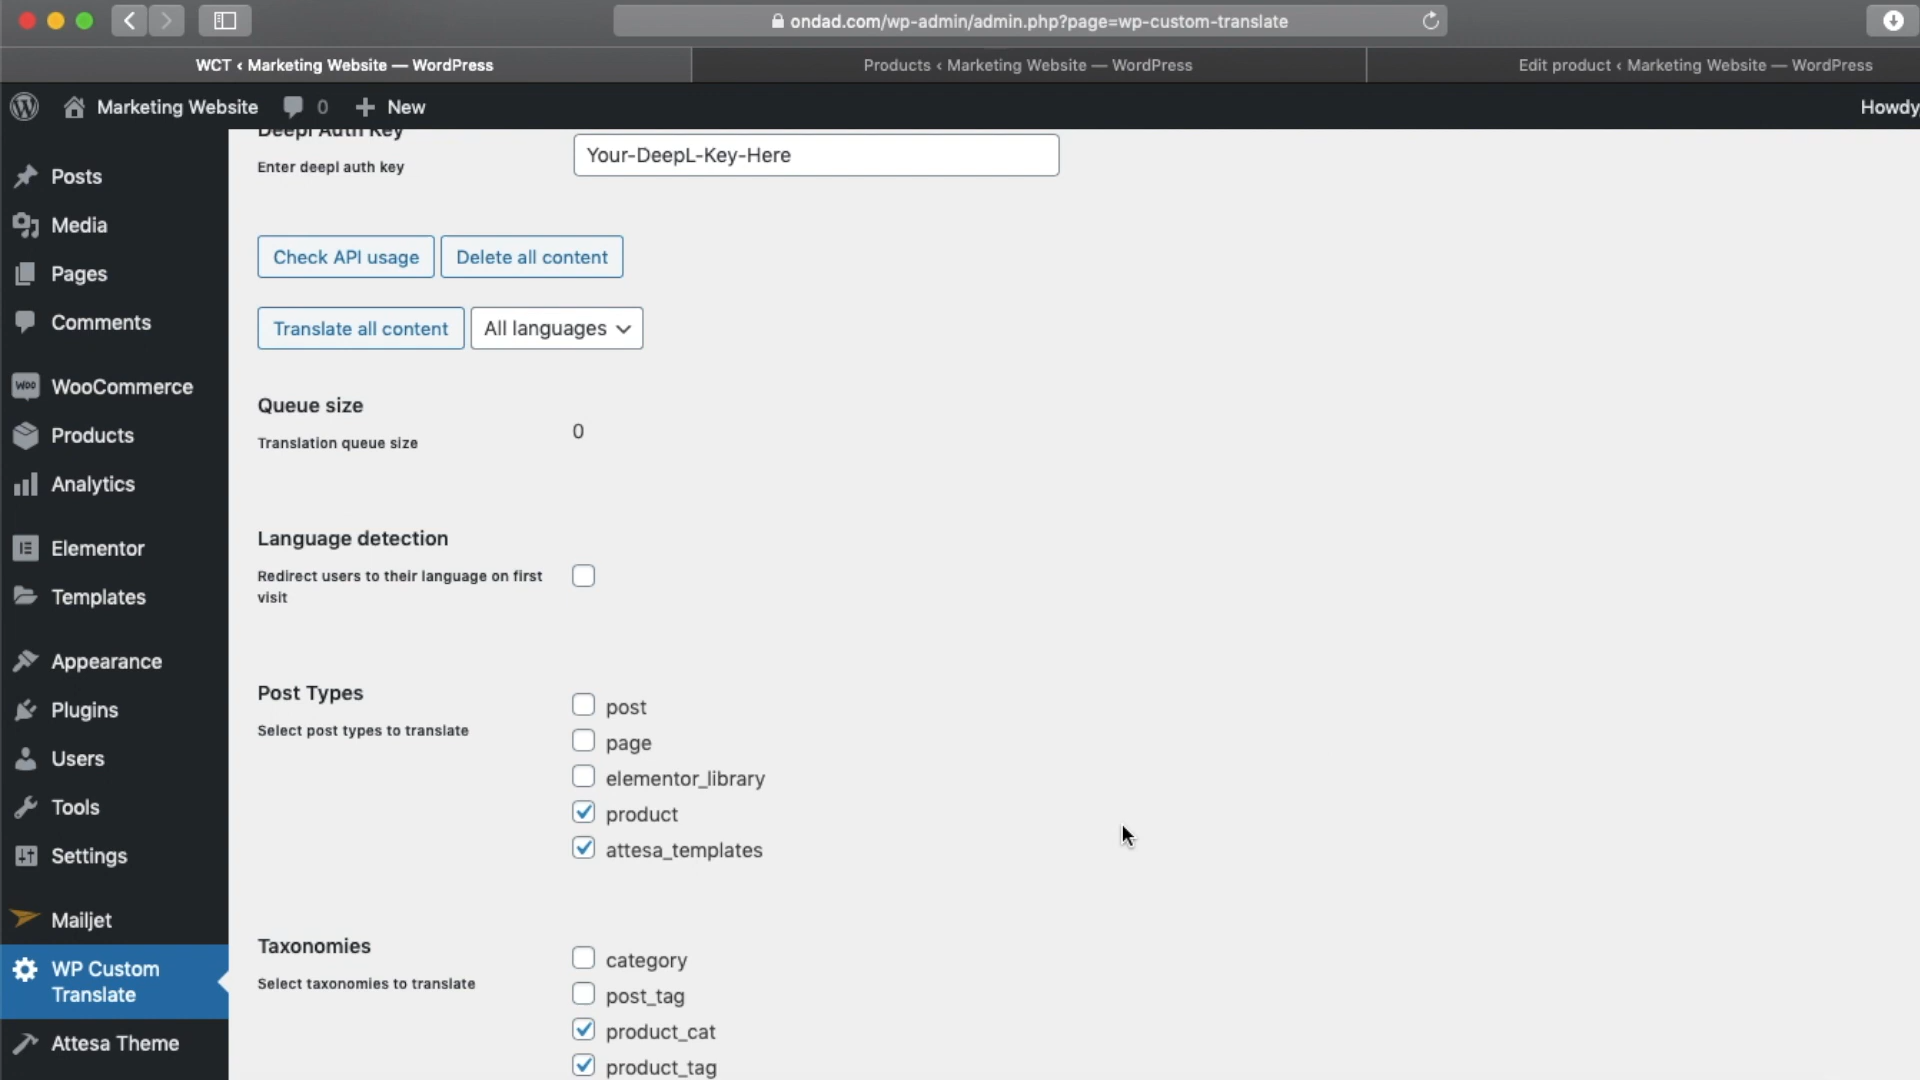 ondad.com/wp-admin/admin.php?page=wp-custom-translate
WCT ‹ Marketing Website — WordPress
Products ‹ Marketing Website — WordPress
Edit product ‹ Marketing Website — WordPress
Marketing Website
0
New
Howdy
Posts
Media
Pages
Comments
WOO
WooCommerce
Products
Analytics
Elementor
Templates
Appearance
Plugins
Users
Tools
Settings
Mailjet
WP Custom
Translate
Attesa Theme
Deepl Auth Key
Enter deepl auth key
Your-DeepL-Key-Here
Check API usage
Delete all content
Translate all content
All languages
Queue size
Translation queue size
0
Language detection
Redirect users to their language on first
visit
Post Types
Select post types to translate
post
page
elementor_library
product
attesa_templates
Taxonomies
Select taxonomies to translate
category
post_tag
product_cat
product_tag